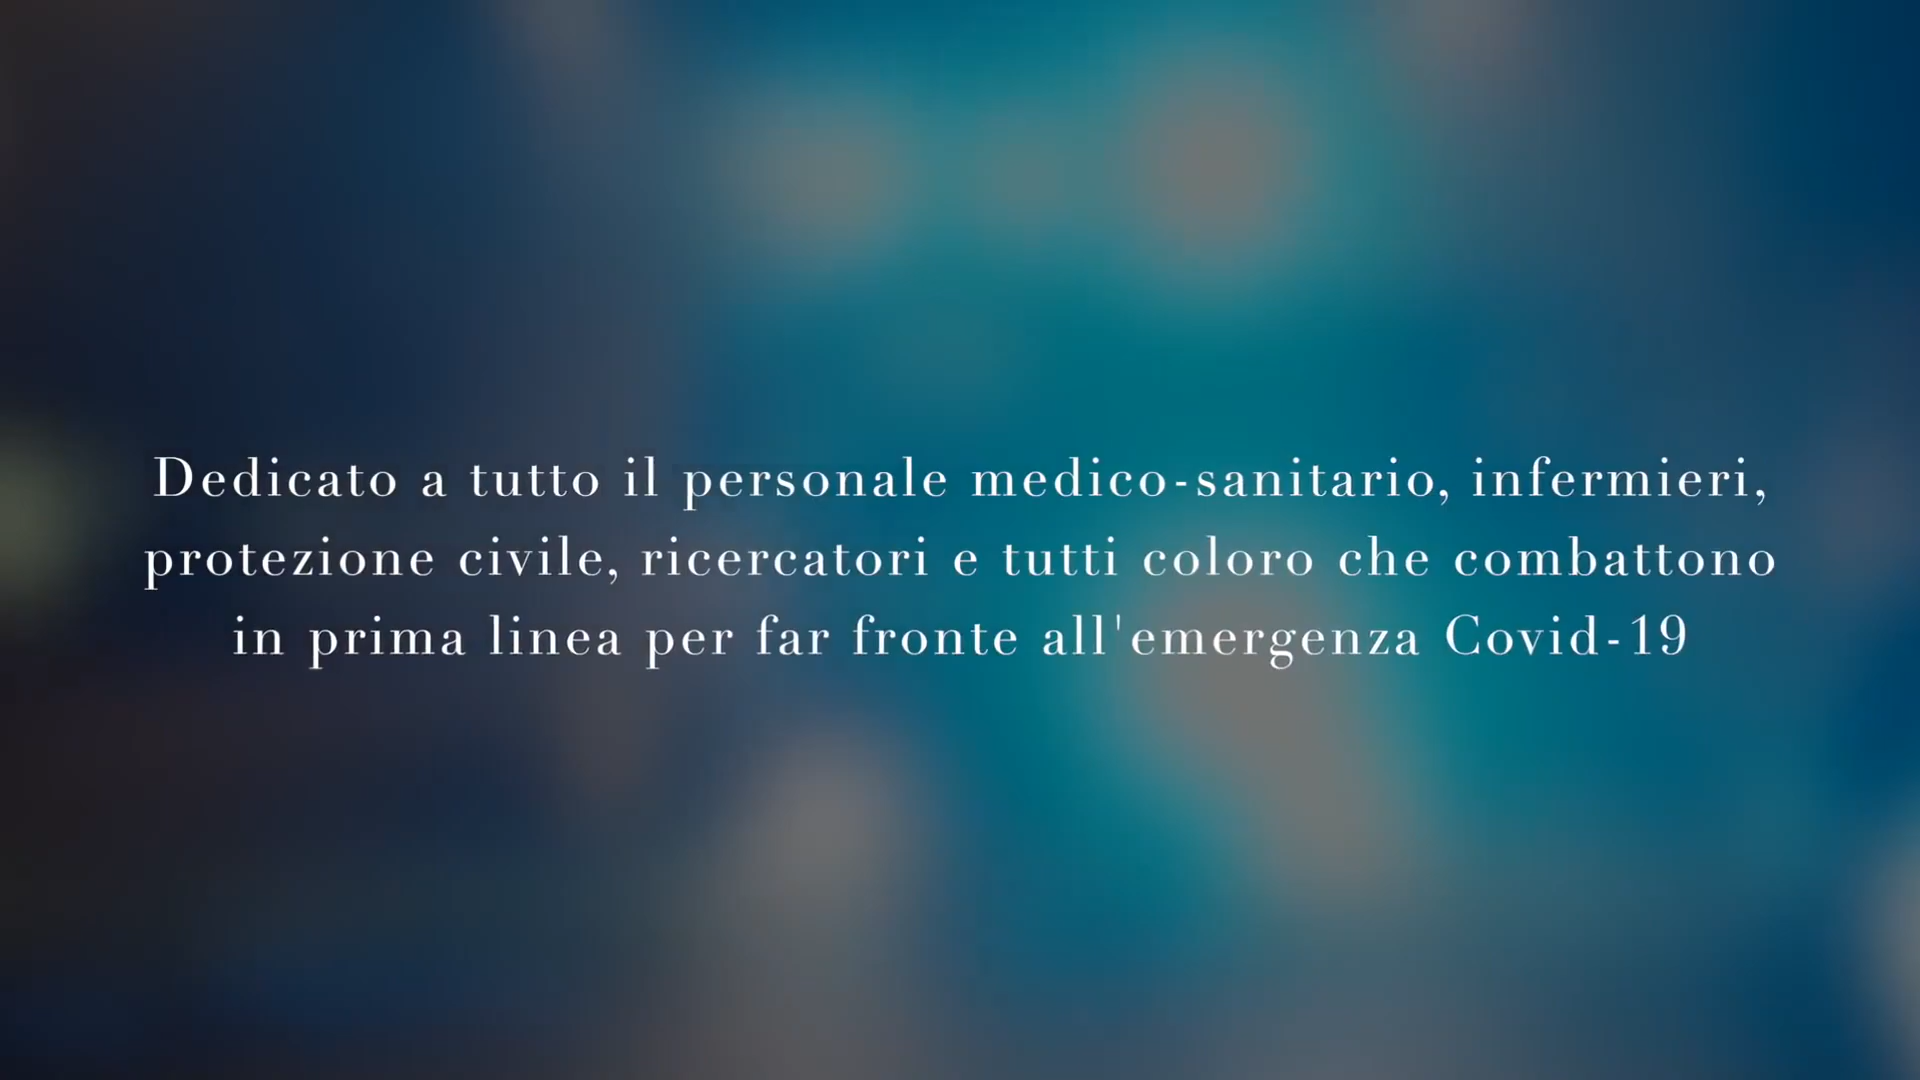 Dedicato a tutto il personale medico-sanitario, infermieri,
protezione civile, ricercatori e tutti coloro che combattono
in prima linea per far fronte all'emergenza Covid-19